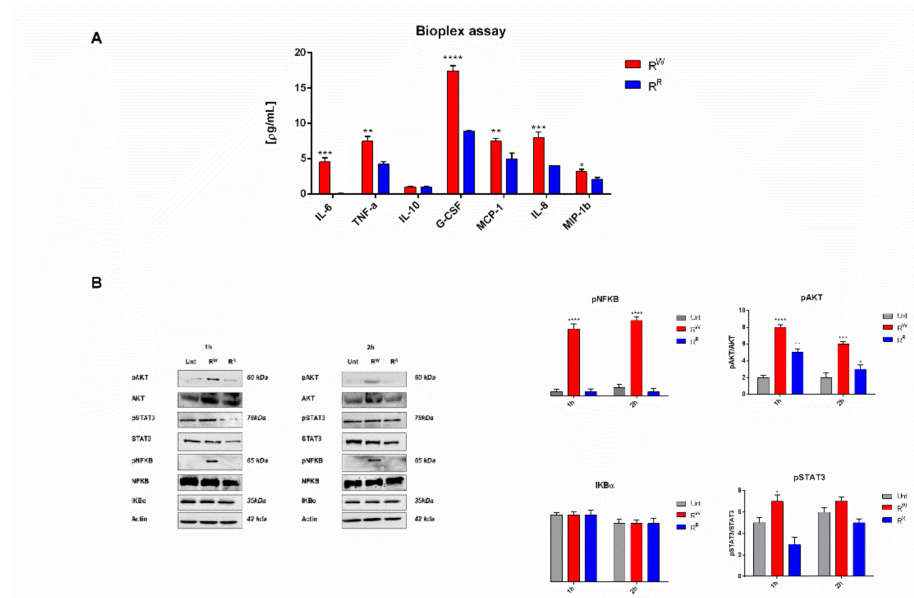 A
Bioplex assay
[ρg/mL]
20
15
10
5
0
**** 
*** ** ** *** *
IL-6 TNF-a IL-10 G-CSF MCP-1 IL-8 MIP-1b
R^W
R^R
B
1h
Unt R^W R^R
pAKT 60 kDa
AKT
pSTAT3 78kDa
STAT3
pNFKB 65 kDa
NFKB
IKBα 35kDa
Actin 42 kda
2h
Unt R^W R^R
pAKT 60 kDa
AKT
pSTAT3 78kDa
STAT3
pNFKB 65 kDa
NFKB
IKBα 35kDa
Actin 42 kda
pNFKB
**** ****
1h 2h
Unt
R^W
R^R
pAKT
pAKT/AKT
10
8
6
4
2
0
**** ** *** *
1h 2h
Unt
R^W
R^R
IKBα
1h 2h
Unt
R^W
R^R
pSTAT3
pSTAT3/STAT3
8
6
4
2
0
*
1h 2h
Unt
R^W
R^R